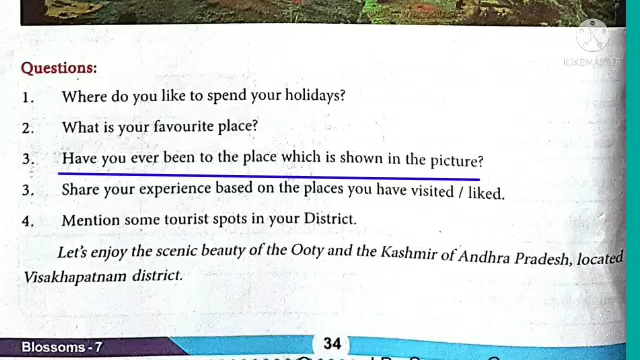 KINEMASTER
Questions:
1. Where do you like to spend your holidays?
2. What is your favourite place?
3. Have you ever been to the place which is shown in the picture?
3. Share your experience based on the places you have visited / liked.
4. Mention some tourist spots in your District.
Let's enjoy the scenic beauty of the Ooty and the Kashmir of Andhra Pradesh, located
Visakhapatnam district.
Blossoms - 7
34